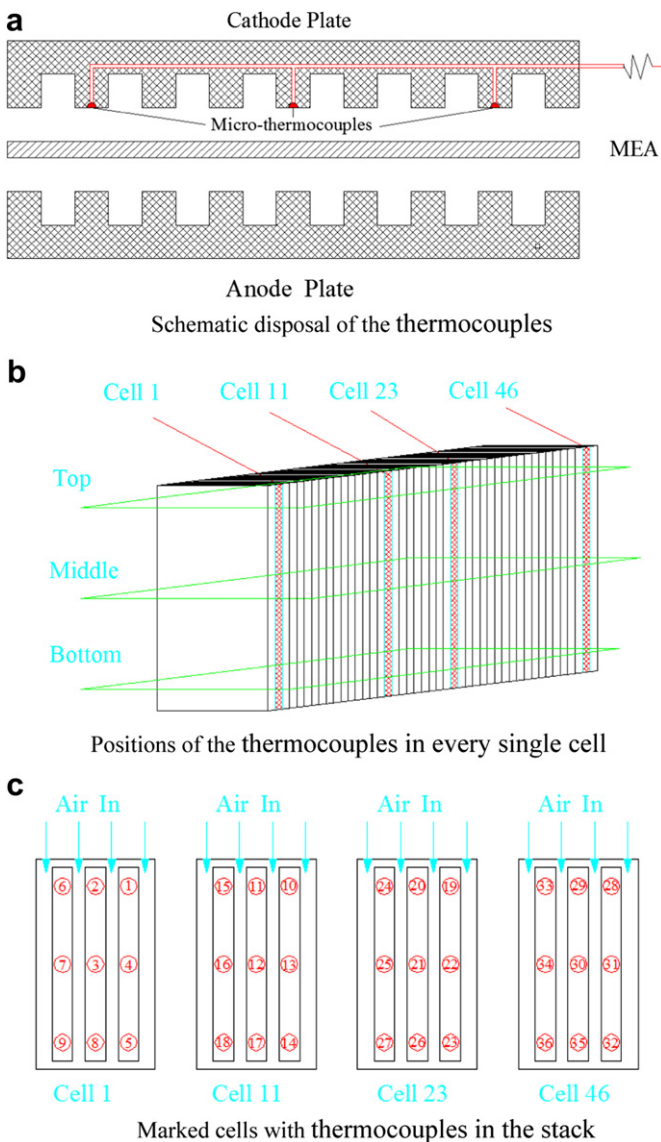 a
Cathode Plate
Micro-thermocouples
MEA
Anode Plate
Schematic disposal of the thermocouples
b
Cell 1 Cell 11 Cell 23 Cell 46
Top
Middle
Bottom
Positions of the thermocouples in every single cell
c
Air In Air In Air In Air In
6 2 1 15 11 10 24 20 19 33 29 28
7 3 4 16 12 13 25 21 22 34 30 31
9 8 5 18 17 14 27 26 23 36 35 32
Cell 1 Cell 11 Cell 23 Cell 46
Marked cells with thermocouples in the stack